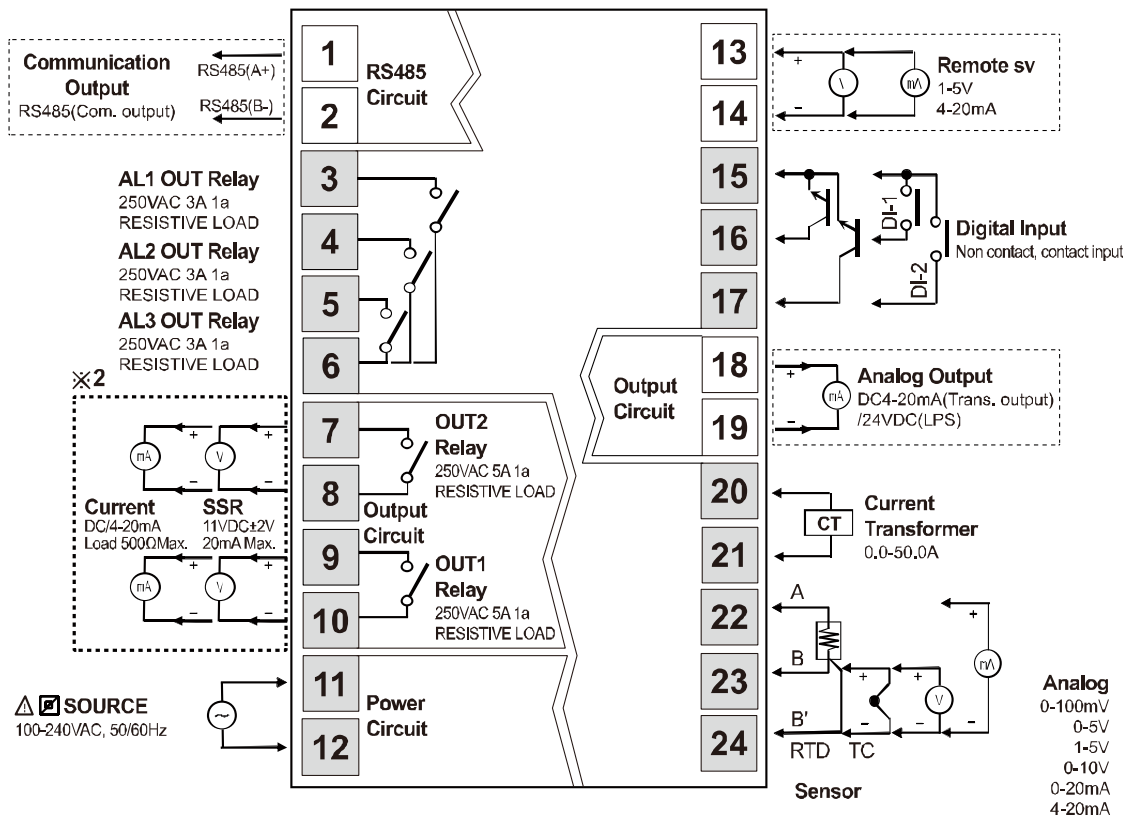 Communication
Output
RS485(Com. output)
RS485(A+)
RS485(B-)
1
2
RS485
Circuit
AL1 OUT Relay
250VAC 3A 1a
RESISTIVE LOAD
AL2 OUT Relay
250VAC 3A 1a
RESISTIVE LOAD
AL3 OUT Relay
250VAC 3A 1a
RESISTIVE LOAD
3
4
5
6
※2
+
+
mA
V
−
−
Current
DC/4-20mA
Load 500ΩMax.
SSR
11VDC±2V
20mA Max.
+
+
mA
V
−
−
7
8
9
10
OUT2
Relay
250VAC 5A 1a
RESISTIVE LOAD
Output
Circuit
OUT1
Relay
250VAC 5A 1a
RESISTIVE LOAD
SOURCE
100-240VAC, 50/60Hz
11
12
Power
Circuit
13
14
+
−
V
mA
Remote sv
1-5V
4-20mA
15
16
17
DI-1
DI-2
Digital Input
Non contact, contact input
Output
Circuit
18
19
+
−
mA
Analog Output
DC4-20mA(Trans. output)
/24VDC(LPS)
20
21
CT
Current
Transformer
0.0-50.0A
22
23
24
A
B
B'
RTD
TC
+
−
+
−
V
+
−
mA
Sensor
Analog
0-100mV
0-5V
1-5V
0-10V
0-20mA
4-20mA